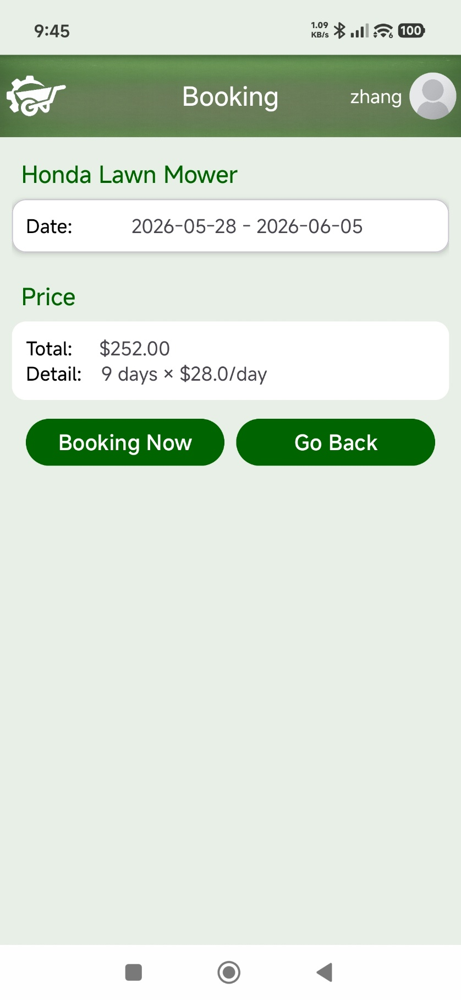 9:45
1.09
KB/s
6
100
Booking
zhang
Honda Lawn Mower
Date: 2026-05-28 - 2026-06-05
Price
Total: $252.00
Detail: 9 days × $28.0/day
Booking Now
Go Back